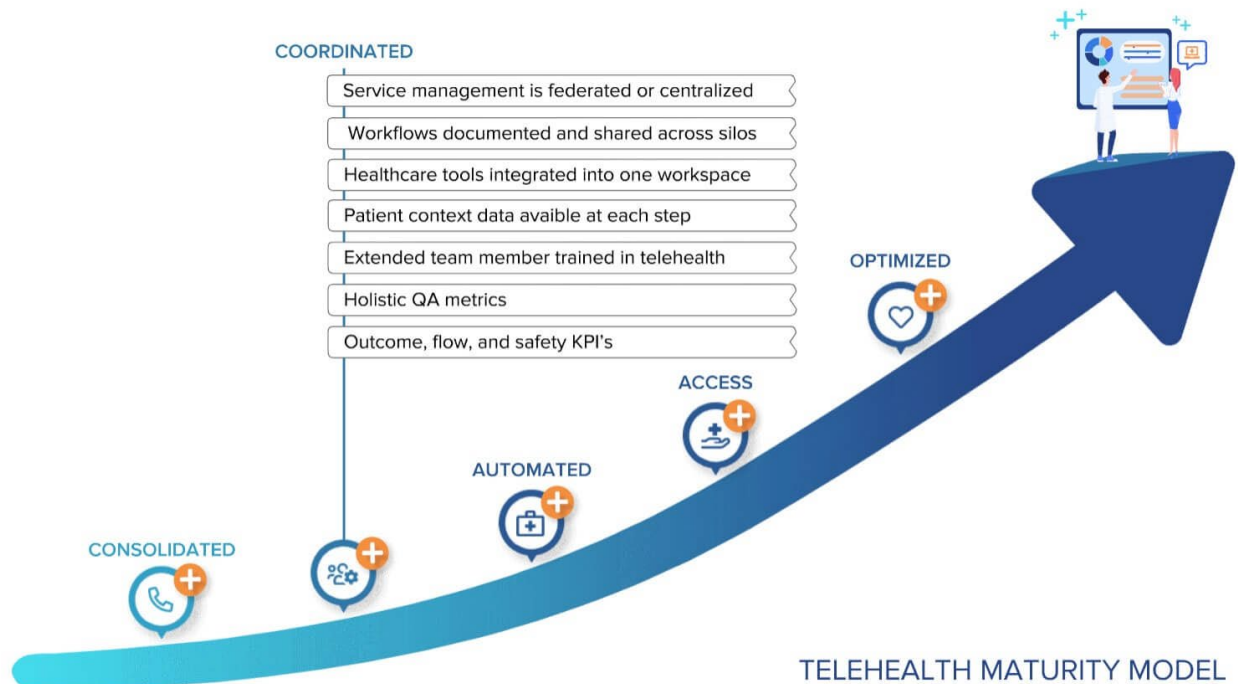 COORDINATED
Service management is federated or centralized
Workflows documented and shared across silos
Healthcare tools integrated into one workspace
Patient context data avaible at each step
Extended team member trained in telehealth
Holistic QA metrics
Outcome, flow, and safety KPI's
OPTIMIZED
ACCESS
AUTOMATED
CONSOLIDATED
TELEHEALTH MATURITY MODEL